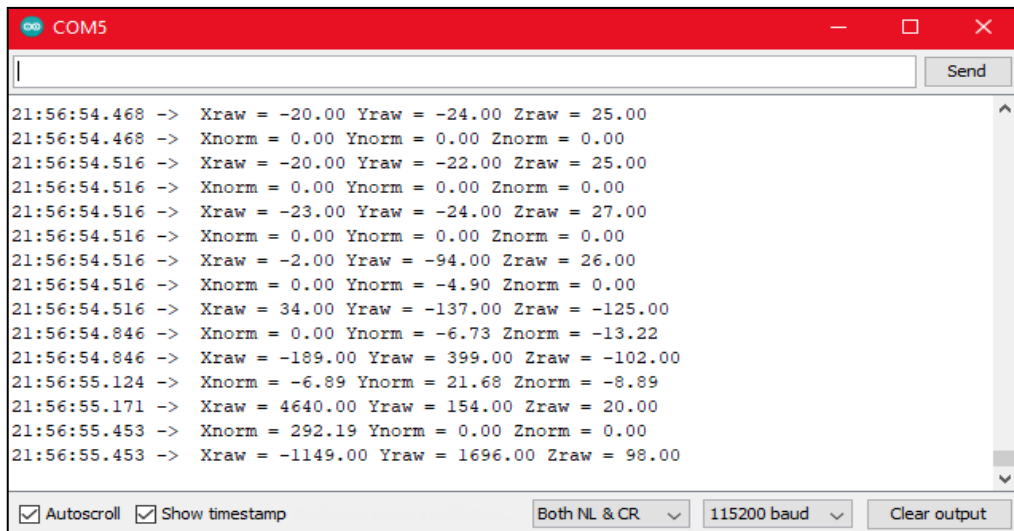 COM5
Send
21:56:54.468 -> Xraw = -20.00 Yraw = -24.00 Zraw = 25.00
21:56:54.468 -> Xnorm = 0.00 Ynorm = 0.00 Znorm = 0.00
21:56:54.516 -> Xraw = -20.00 Yraw = -22.00 Zraw = 25.00
21:56:54.516 -> Xnorm = 0.00 Ynorm = 0.00 Znorm = 0.00
21:56:54.516 -> Xraw = -23.00 Yraw = -24.00 Zraw = 27.00
21:56:54.516 -> Xnorm = 0.00 Ynorm = 0.00 Znorm = 0.00
21:56:54.516 -> Xraw = -2.00 Yraw = -94.00 Zraw = 26.00
21:56:54.516 -> Xnorm = 0.00 Ynorm = -4.90 Znorm = 0.00
21:56:54.516 -> Xraw = 34.00 Yraw = -137.00 Zraw = -125.00
21:56:54.846 -> Xnorm = 0.00 Ynorm = -6.73 Znorm = -13.22
21:56:54.846 -> Xraw = -189.00 Yraw = 399.00 Zraw = -102.00
21:56:55.124 -> Xnorm = -6.89 Ynorm = 21.68 Znorm = -8.89
21:56:55.171 -> Xraw = 4640.00 Yraw = 154.00 Zraw = 20.00
21:56:55.453 -> Xnorm = 292.19 Ynorm = 0.00 Znorm = 0.00
21:56:55.453 -> Xraw = -1149.00 Yraw = 1696.00 Zraw = 98.00
Autoscroll Show timestamp Both NL & CR 115200 baud Clear output